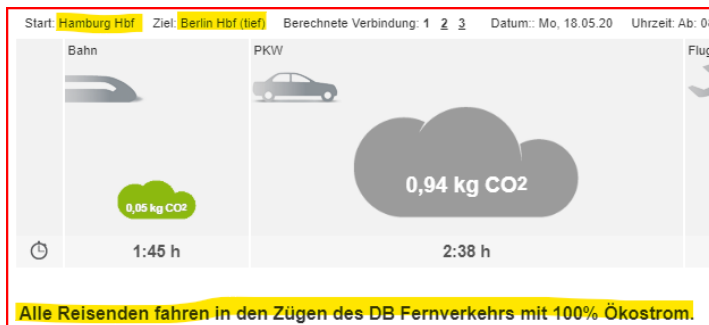 Start: Hamburg Hbf Ziel: Berlin Hbf (tief) Berechnete Verbindung: 1 2 3 Datum:: Mo, 18.05.20 Uhrzeit: Ab:
Bahn PKW
0,05 kg CO2
0,94 kg CO2
1:45 h 2:38 h
Alle Reisenden fahren in den Zügen des DB Fernverkehrs mit 100% Ökostrom.